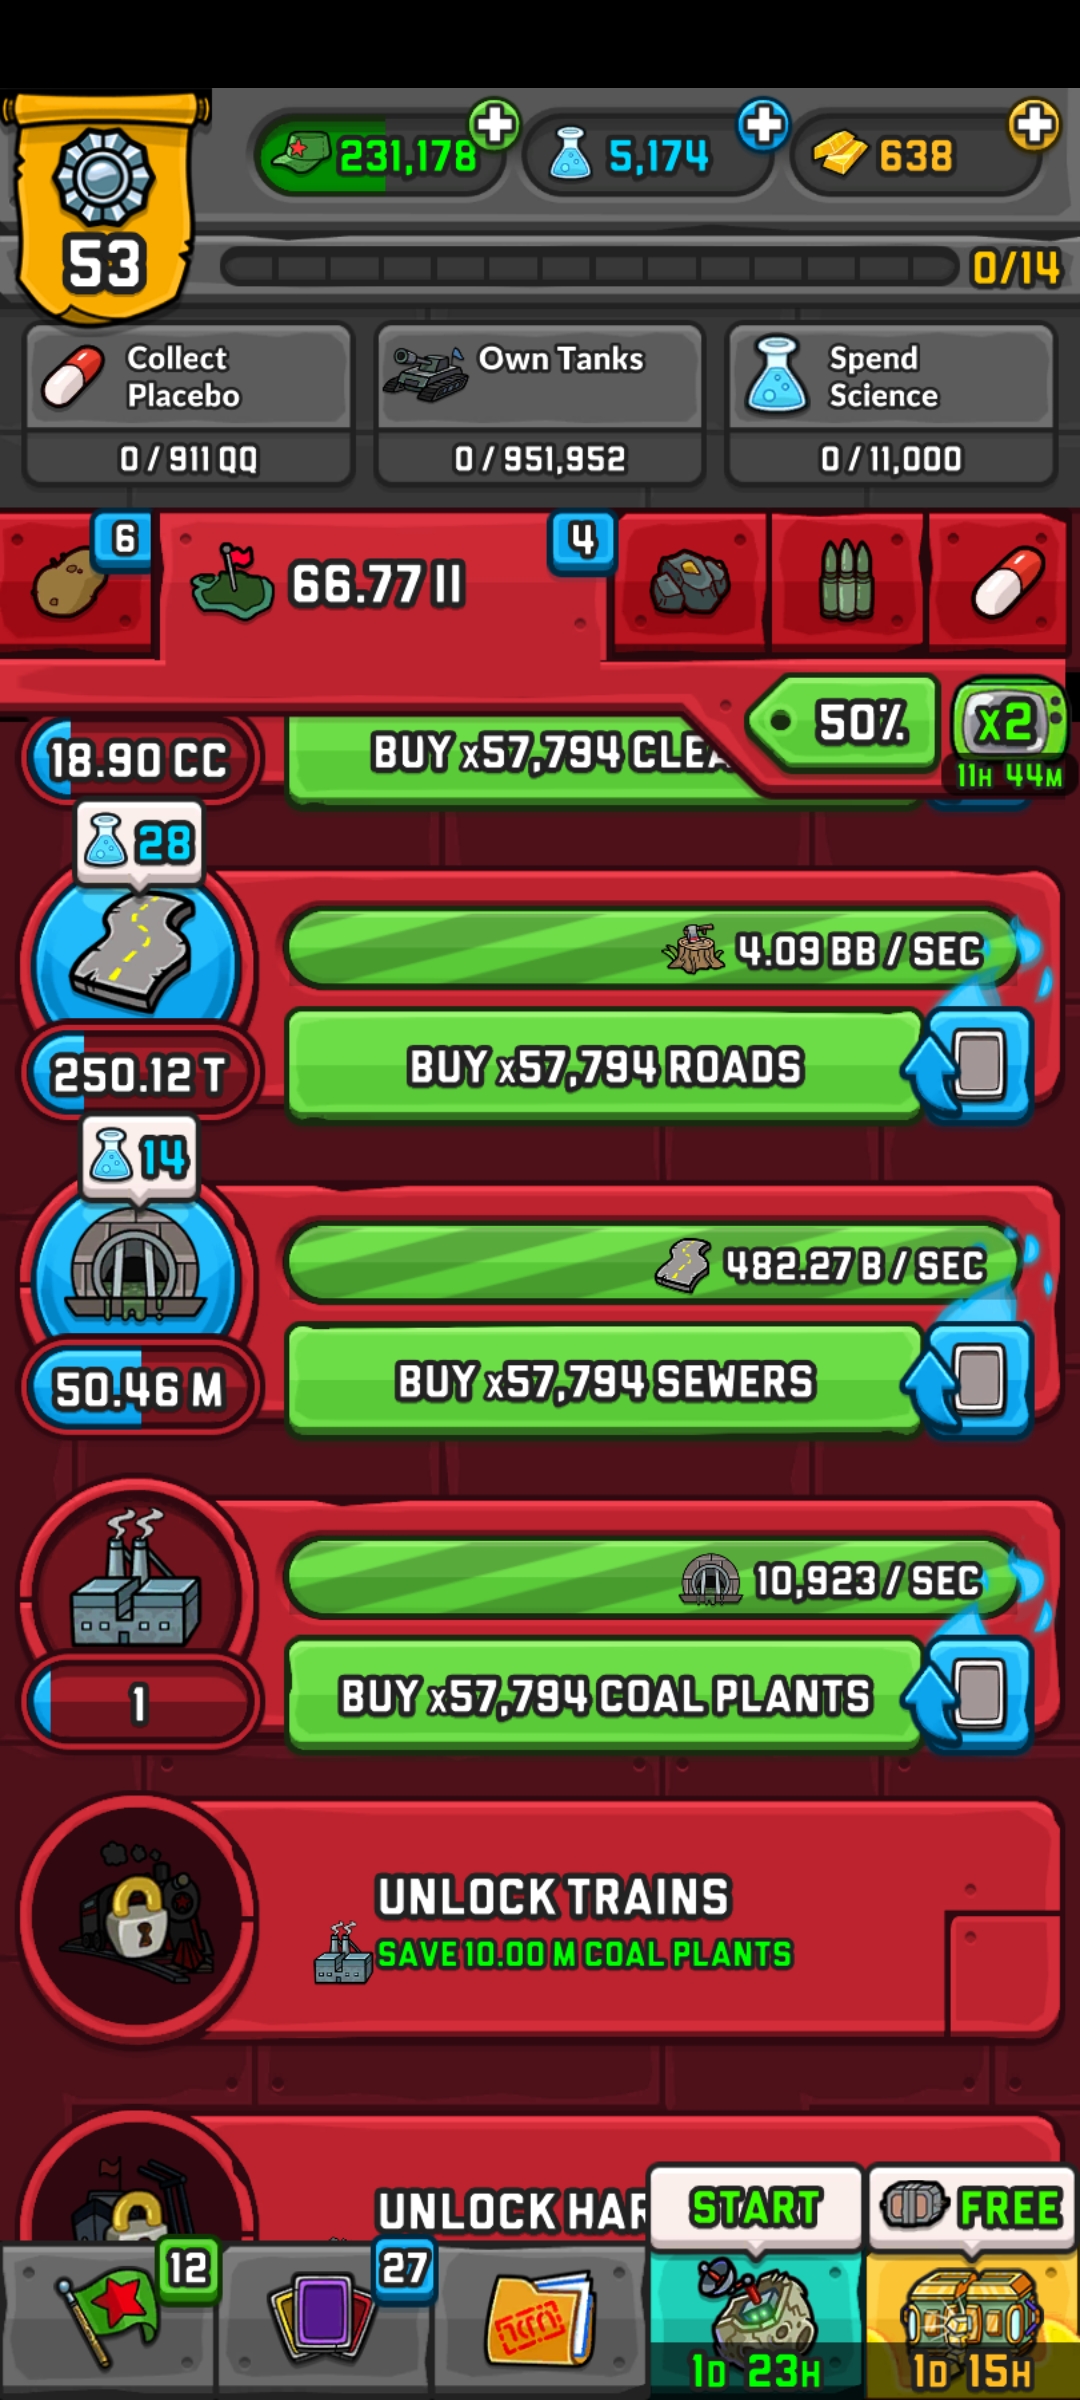 231,178
5,174
638
53
0/14
Collect
Placebo
0 / 911 QQ
Own Tanks
0 / 951,952
Spend
Science
0 / 11,000
6
66.77 II
4
50%
x2
11H 44M
18.90 CC
BUY x57,794 CLEA
28
4.09 BB / SEC
250.12 T
BUY x57,794 ROADS
14
482.27 B / SEC
50.46 M
BUY x57,794 SEWERS
10,923 / SEC
1
BUY x57,794 COAL PLANTS
UNLOCK TRAINS
SAVE 10.00 M COAL PLANTS
UNLOCK HAR
START
FREE
12
27
1D 23H
1D 15H